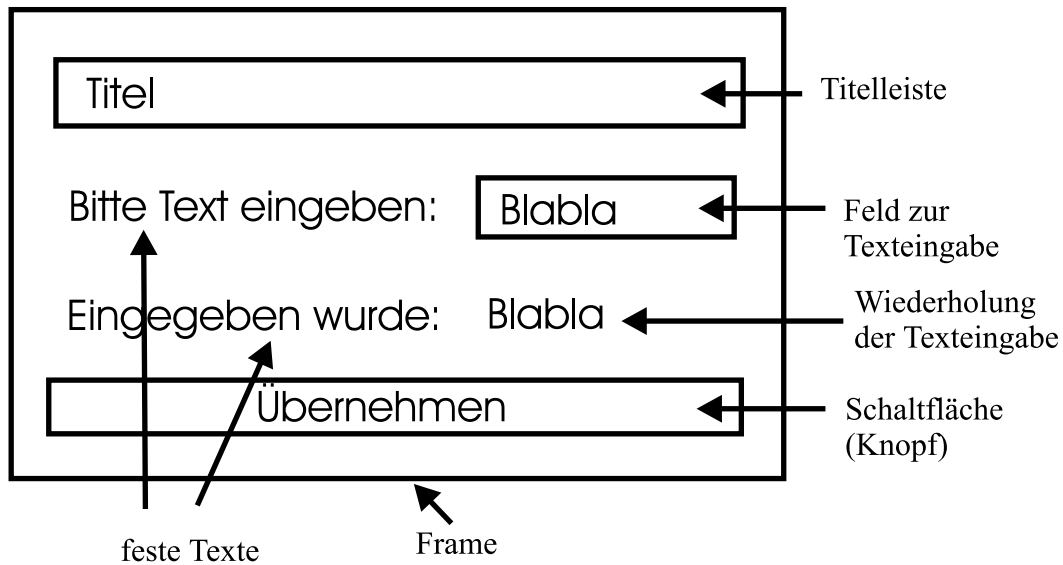 Titel
Titelleiste
Bitte Text eingeben:
Blabla
Feld zur
Texteingabe
Eingegeben wurde:
Blabla
Wiederholung
der Texteingabe
Übernehmen
Schaltfläche
(Knopf)
feste Texte
Frame